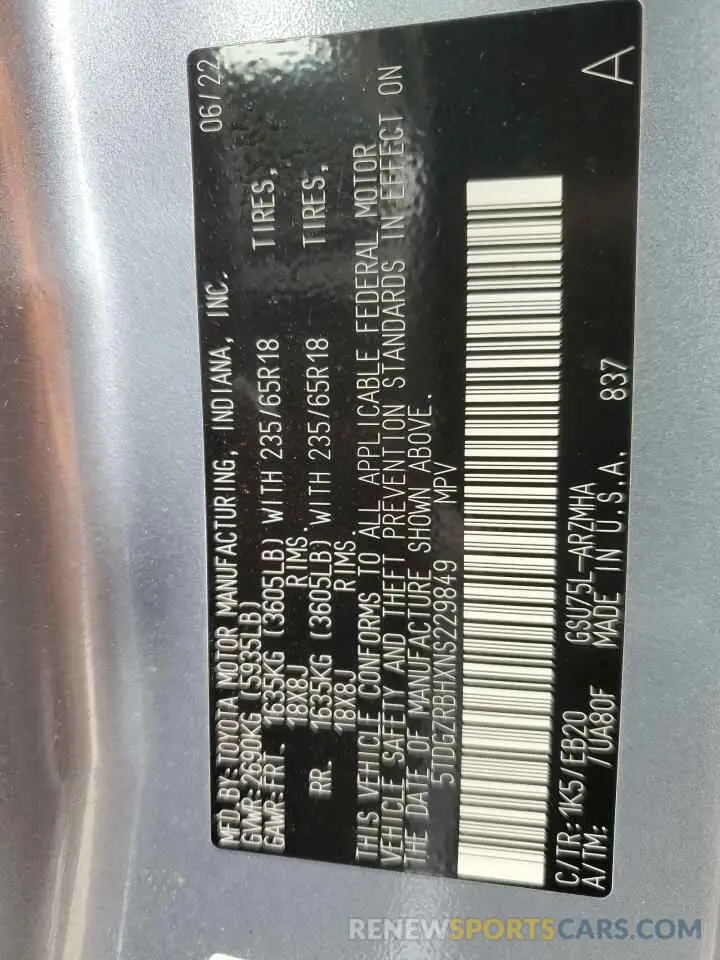 MFD. BY: TOYOTA MOTOR MANUFACTURING, INDIANA, INC. 06/22
GVWR: 2690KG (5935LB)
GAWR: FRT. 1635KG (3605LB) WITH 235/65R18 TIRES,
18X8J RIMS.
RR. 1635KG (3605LB) WITH 235/65R18 TIRES,
18X8J RIMS.
THIS VEHICLE CONFORMS TO ALL APPLICABLE FEDERAL MOTOR
VEHICLE SAFETY AND THEFT PREVENTION STANDARDS IN EFFECT ON
THE DATE OF MANUFACTURE SHOWN ABOVE.
5TDGZRBHXNS229849 MPV
C/TR: 1K5/EB20 GSU75L-ARZMHA A
A/TM: /UA80F MADE IN U.S.A. 837
RENEWSPORTSCARS.COM